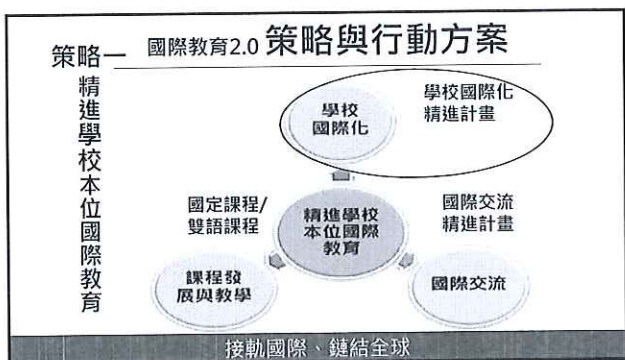 國際教育2.0 策略與行動方案
策略一
精進學校本位國際教育
學校
國際化
學校國際化
精進計畫
國定課程/
雙語課程
精進學校
本位國際
教育
國際交流
精進計畫
課程發
展與教學
國際交流
接軌國際、鏈結全球